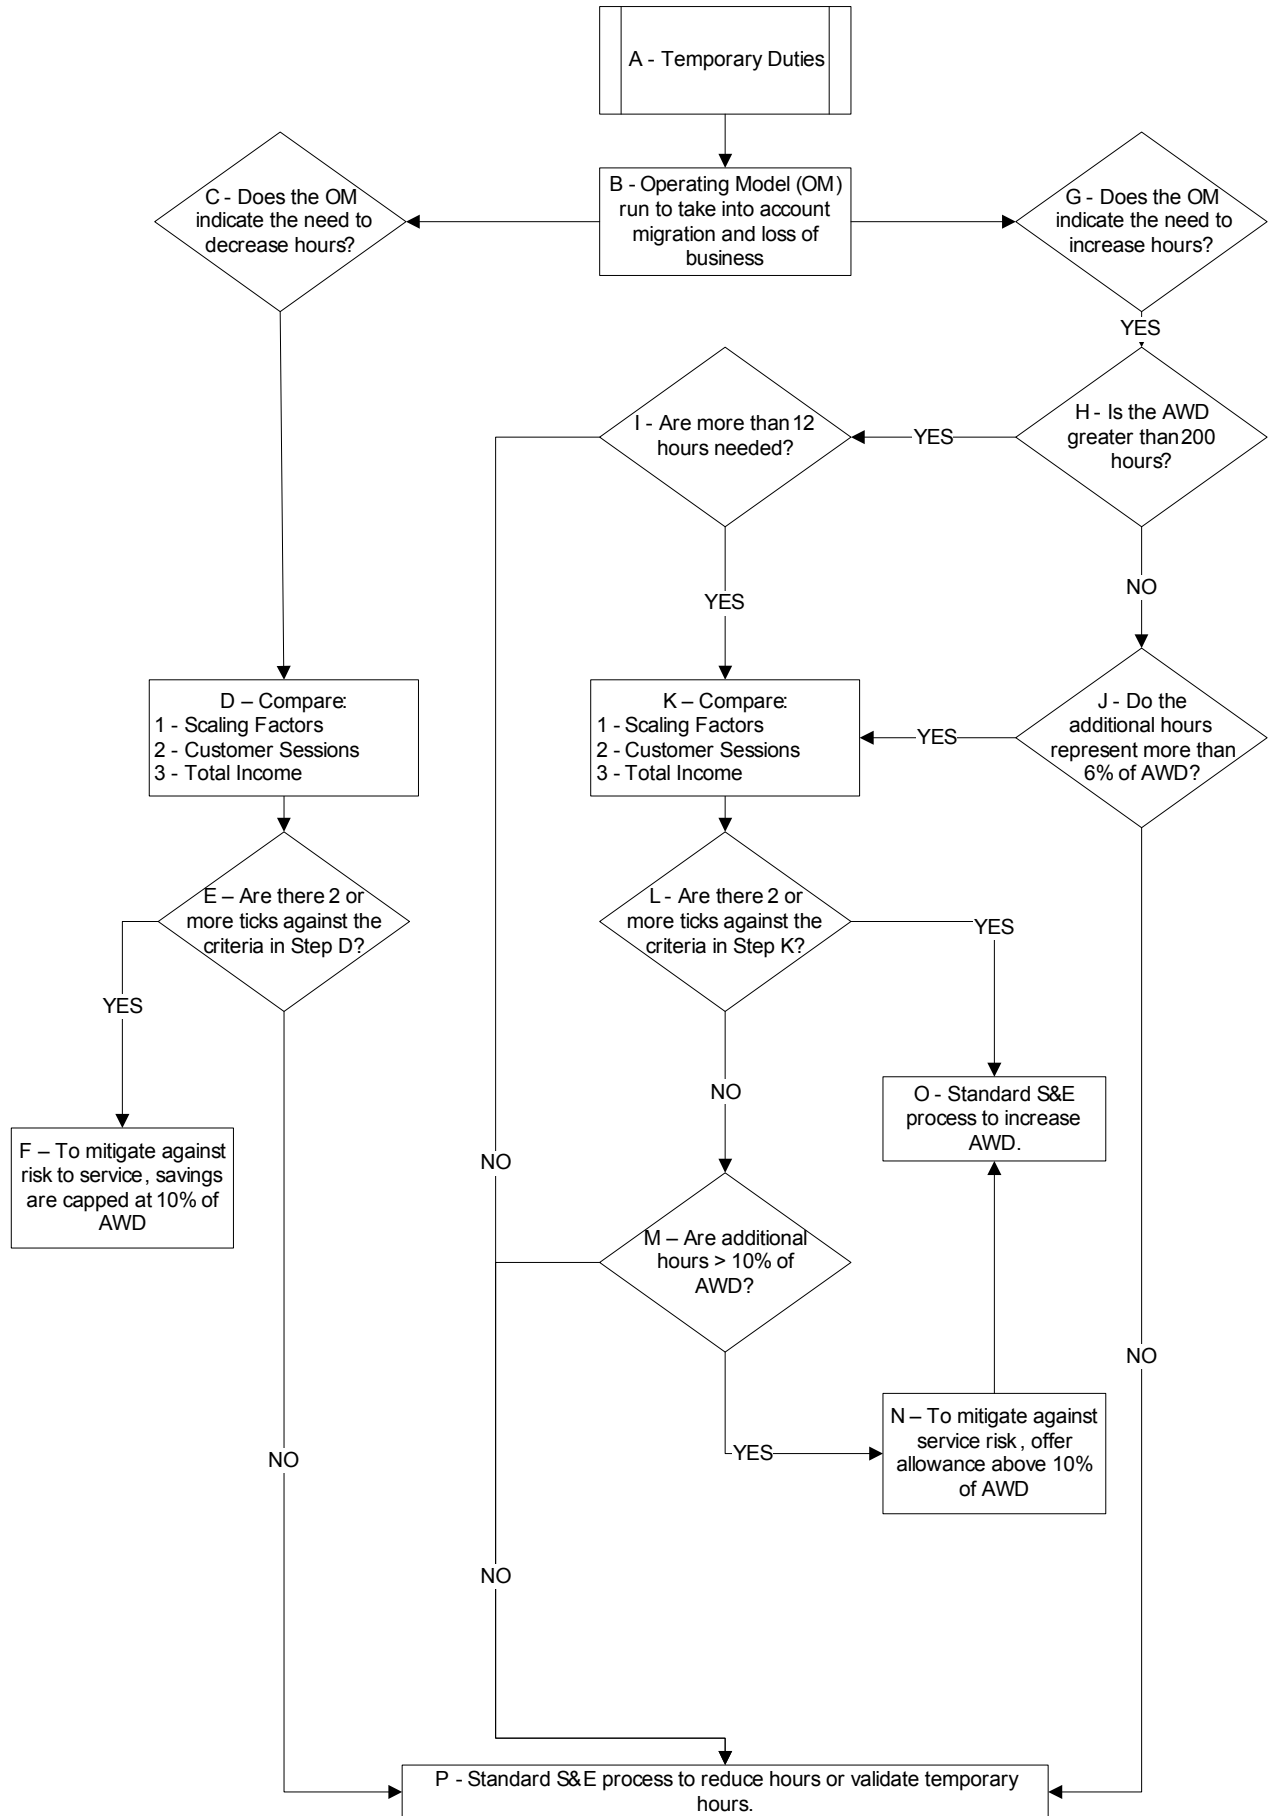 A - Temporary Duties
B - Operating Model (OM)
run to take into account
migration and loss of
business
C - Does the OM
indicate the need to
decrease hours?
G - Does the OM
indicate the need to
increase hours?
YES
H - Is the AWD
greater than 200
hours?
YES
I - Are more than 12
hours needed?
NO
YES
J - Do the
additional hours
represent more than
6% of AWD?
YES
D – Compare:
1 - Scaling Factors
2 - Customer Sessions
3 - Total Income
K – Compare:
1 - Scaling Factors
2 - Customer Sessions
3 - Total Income
E – Are there 2 or
more ticks against the
criteria in Step D?
L - Are there 2 or
more ticks against the
criteria in Step K?
YES
YES
NO
O - Standard S&E
process to increase
AWD.
F – To mitigate against
risk to service, savings
are capped at 10% of
AWD
NO
M – Are additional
hours > 10% of
AWD?
NO
N – To mitigate against
service risk, offer
allowance above 10%
of AWD
YES
NO
NO
P - Standard S&E process to reduce hours or validate temporary
hours.